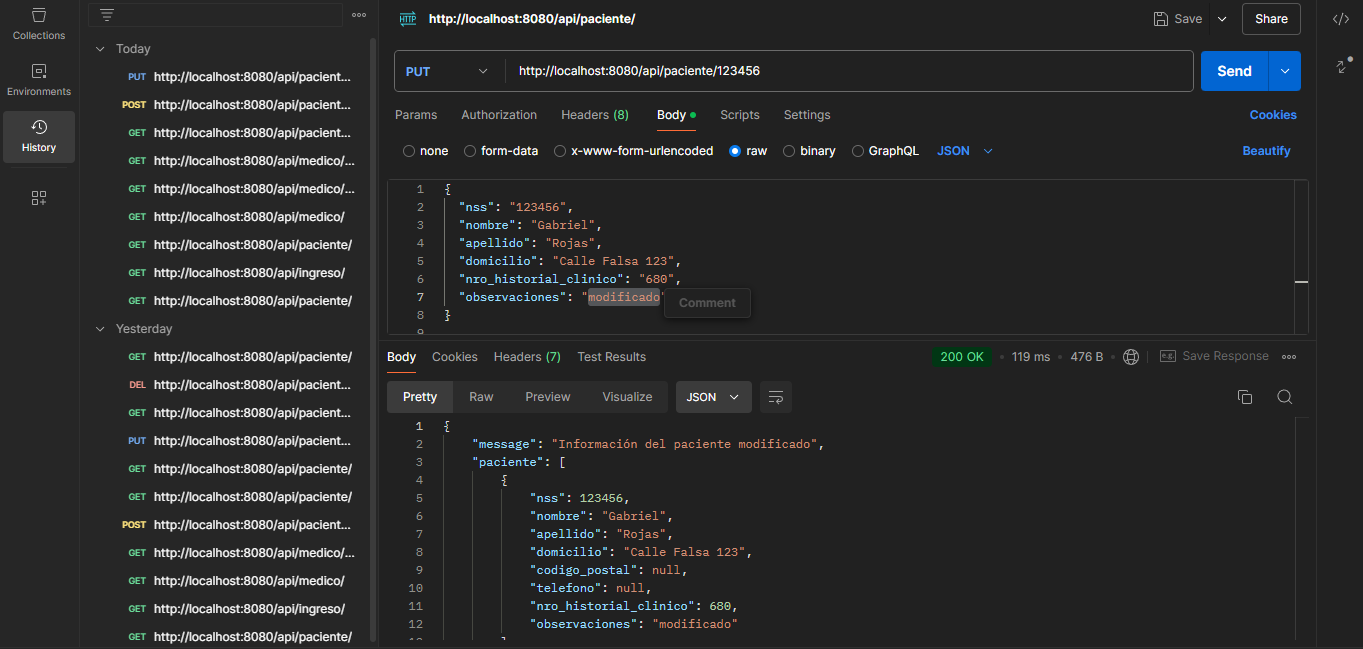 Collections
Environments
History
Today
PUT http://localhost:8080/api/pacient...
POST http://localhost:8080/api/pacient...
GET http://localhost:8080/api/pacient...
GET http://localhost:8080/api/medico/...
GET http://localhost:8080/api/medico/...
GET http://localhost:8080/api/medico/
GET http://localhost:8080/api/paciente/
GET http://localhost:8080/api/ingreso/
GET http://localhost:8080/api/paciente/
Yesterday
GET http://localhost:8080/api/paciente/
DEL http://localhost:8080/api/pacient...
GET http://localhost:8080/api/pacient...
PUT http://localhost:8080/api/pacient...
GET http://localhost:8080/api/paciente/
GET http://localhost:8080/api/paciente/
POST http://localhost:8080/api/pacient...
GET http://localhost:8080/api/medico/...
GET http://localhost:8080/api/medico/
GET http://localhost:8080/api/ingreso/
GET http://localhost:8080/api/paciente/
HTTP http://localhost:8080/api/paciente/
Save Share
PUT http://localhost:8080/api/paciente/123456 Send
Params Authorization Headers (8) Body Scripts Settings Cookies
none form-data x-www-form-urlencoded raw binary GraphQL JSON Beautify
1 {
2 "nss": "123456",
3 "nombre": "Gabriel",
4 "apellido": "Rojas",
5 "domicilio": "Calle Falsa 123",
6 "nro_historial_clinico": "680",
7 "observaciones": "modificado"
Comment
8 }
9
Body Cookies Headers (7) Test Results 200 OK 119 ms 476 B Save Response
Pretty Raw Preview Visualize JSON
1 {
2 "message": "Información del paciente modificado",
3 "paciente": [
4 {
5 "nss": 123456,
6 "nombre": "Gabriel",
7 "apellido": "Rojas",
8 "domicilio": "Calle Falsa 123",
9 "codigo_postal": null,
10 "telefono": null,
11 "nro_historial_clinico": 680,
12 "observaciones": "modificado"